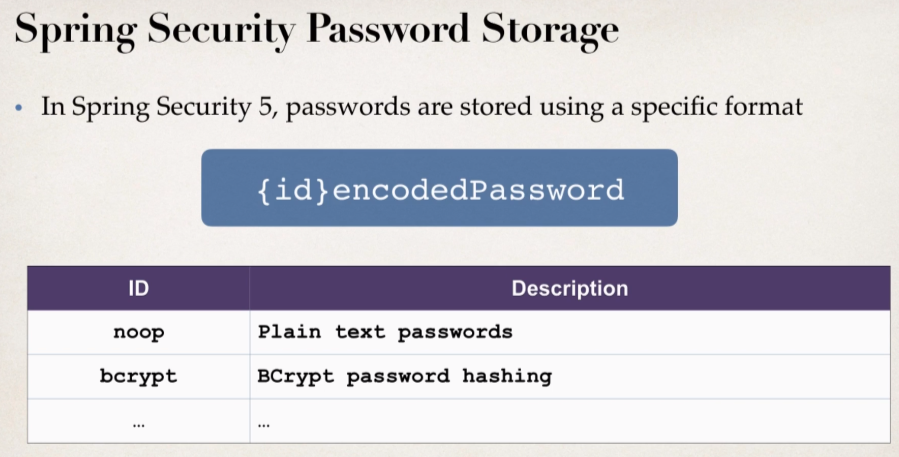 Spring Security Password Storage
• In Spring Security 5, passwords are stored using a specific format
{id}encodedPassword
ID Description
noop Plain text passwords
bcrypt BCrypt password hashing
... ...